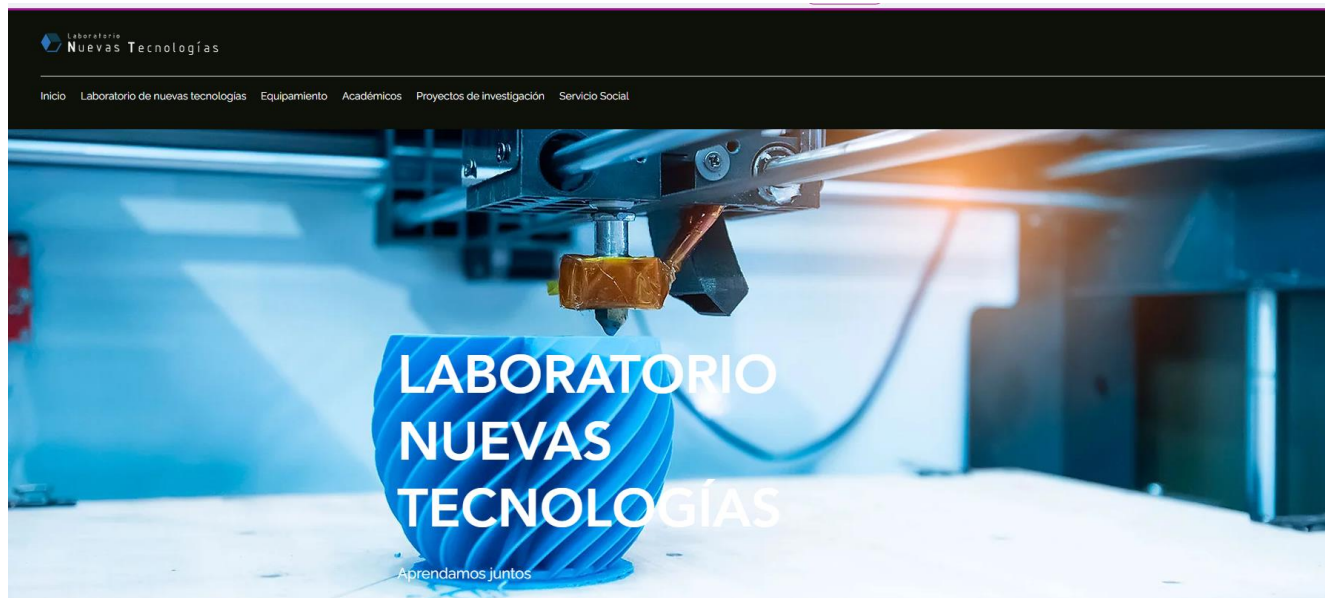 Laboratorio
Nuevas Tecnologías
Inicio Laboratorio de nuevas tecnologías Equipamiento Académicos Proyectos de investigación Servicio Social
LABORATORIO
NUEVAS
TECNOLOGÍAS
Aprendamos juntos